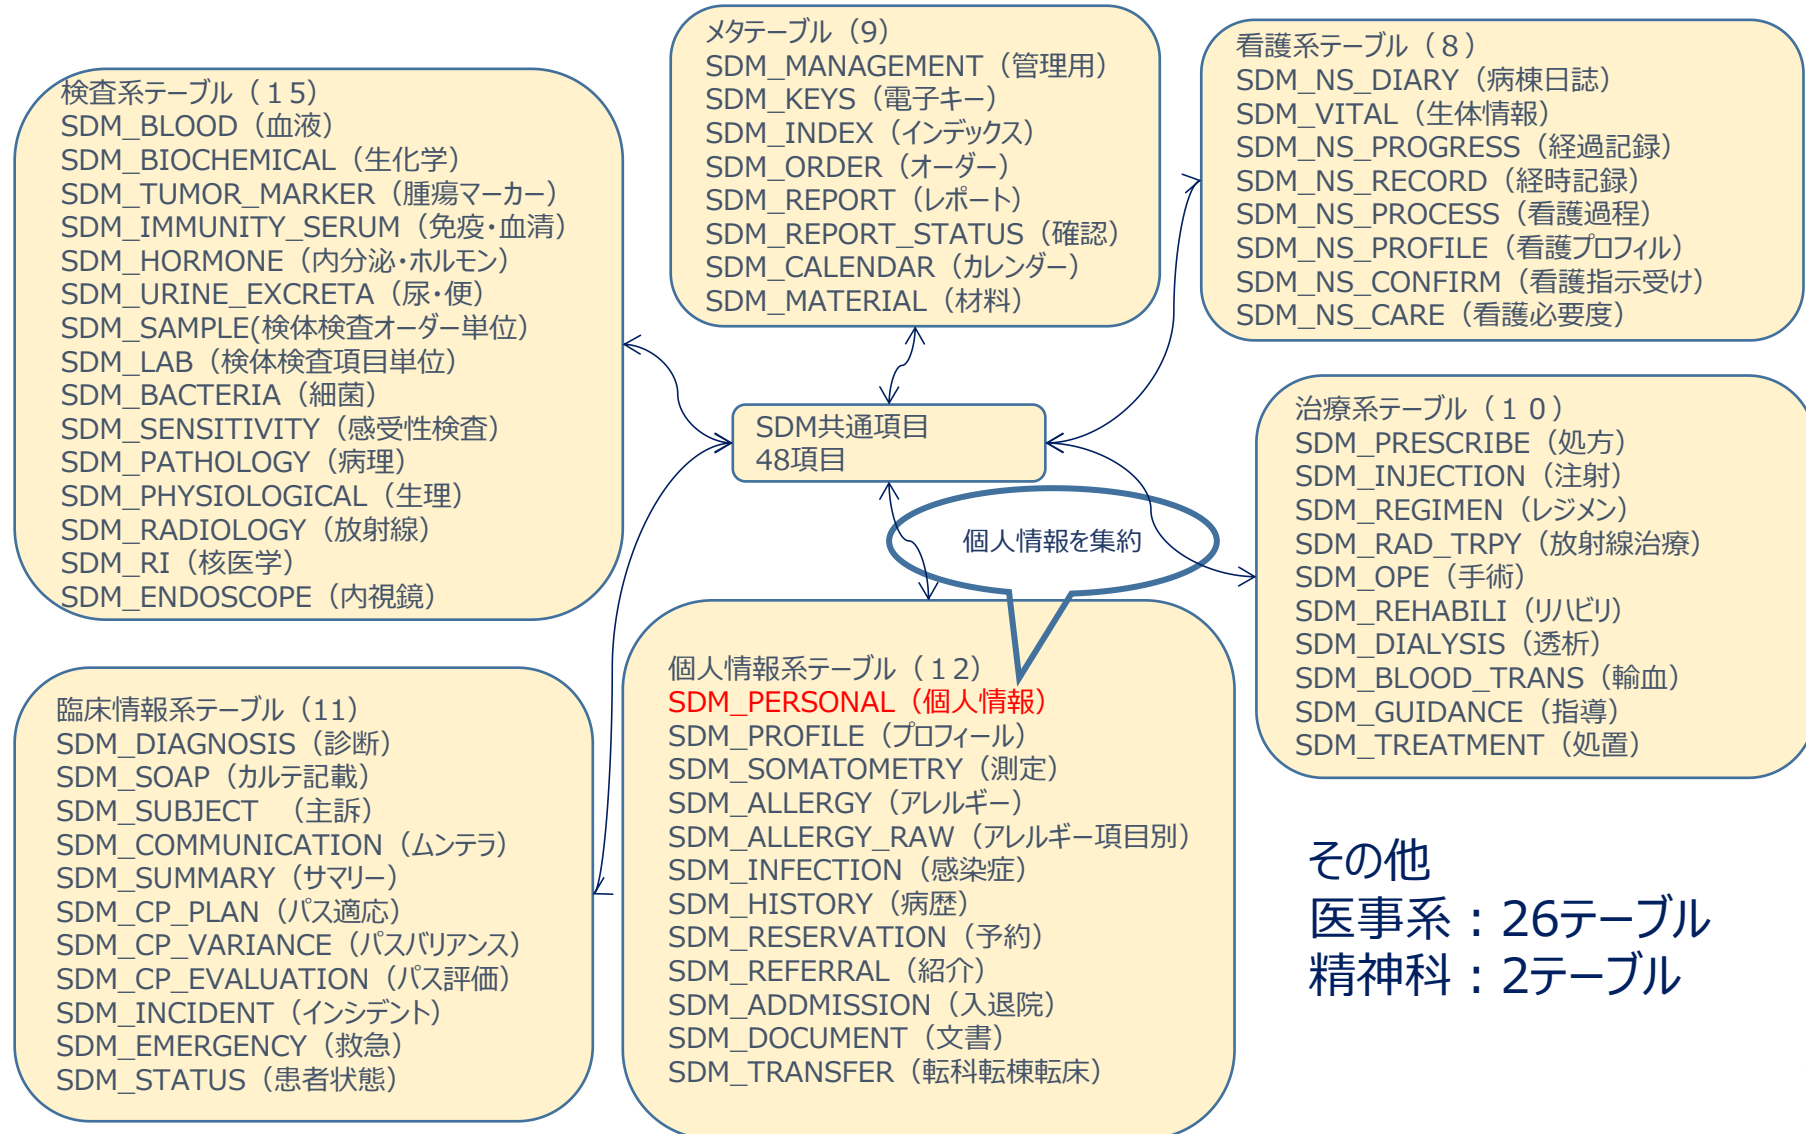 検査系テーブル（１5）
SDM_BLOOD（血液）
SDM_BIOCHEMICAL（生化学）
SDM_TUMOR_MARKER（腫瘍マーカー）
SDM_IMMUNITY_SERUM（免疫・血清）
SDM_HORMONE（内分泌・ホルモン）
SDM_URINE_EXCRETA（尿・便）
SDM_SAMPLE(検体検査オーダー単位）
SDM_LAB（検体検査項目単位）
SDM_BACTERIA（細菌）
SDM_SENSITIVITY（感受性検査）
SDM_PATHOLOGY（病理）
SDM_PHYSIOLOGICAL（生理）
SDM_RADIOLOGY（放射線）
SDM_RI（核医学）
SDM_ENDOSCOPE（内視鏡）
メタテーブル（9）
SDM_MANAGEMENT（管理用）
SDM_KEYS（電子キー）
SDM_INDEX（インデックス）
SDM_ORDER（オーダー）
SDM_REPORT（レポート）
SDM_REPORT_STATUS（確認）
SDM_CALENDAR（カレンダー）
SDM_MATERIAL（材料）
看護系テーブル（８）
SDM_NS_DIARY（病棟日誌）
SDM_VITAL（生体情報）
SDM_NS_PROGRESS（経過記録）
SDM_NS_RECORD（経時記録）
SDM_NS_PROCESS（看護過程）
SDM_NS_PROFILE（看護プロフィル）
SDM_NS_CONFIRM（看護指示受け）
SDM_NS_CARE（看護必要度）
SDM共通項目
48項目
個人情報を集約
治療系テーブル（１０）
SDM_PRESCRIBE（処方）
SDM_INJECTION（注射）
SDM_REGIMEN（レジメン）
SDM_RAD_TRPY（放射線治療）
SDM_OPE（手術）
SDM_REHABILI（リハビリ）
SDM_DIALYSIS（透析）
SDM_BLOOD_TRANS（輸血）
SDM_GUIDANCE（指導）
SDM_TREATMENT（処置）
臨床情報系テーブル（11）
SDM_DIAGNOSIS（診断）
SDM_SOAP（カルテ記載）
SDM_SUBJECT　（主訴）
SDM_COMMUNICATION（ムンテラ）
SDM_SUMMARY（サマリー）
SDM_CP_PLAN（パス適応）
SDM_CP_VARIANCE（パスバリアンス）
SDM_CP_EVALUATION（パス評価）
SDM_INCIDENT（インシデント）
SDM_EMERGENCY（救急）
SDM_STATUS（患者状態）
個人情報系テーブル（１2）
SDM_PERSONAL（個人情報）
SDM_PROFILE（プロフィール）
SDM_SOMATOMETRY（測定）
SDM_ALLERGY（アレルギー）
SDM_ALLERGY_RAW（アレルギー項目別）
SDM_INFECTION（感染症）
SDM_HISTORY（病歴）
SDM_RESERVATION（予約）
SDM_REFERRAL（紹介）
SDM_ADDMISSION（入退院）
SDM_DOCUMENT（文書）
SDM_TRANSFER（転科転棟転床）
その他
医事系：26テーブル
精神科：2テーブル